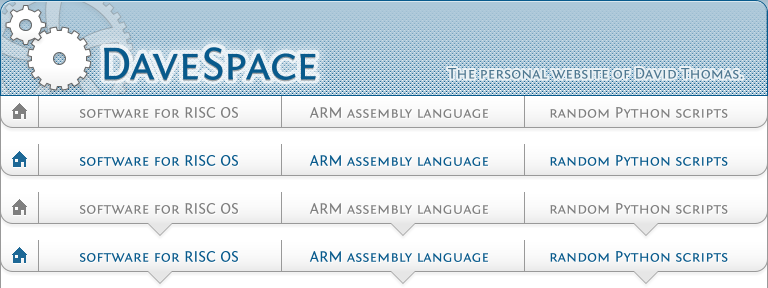 DaveSpace
The personal website of David Thomas.
software for RISC OS ARM assembly language random Python scripts
software for RISC OS ARM assembly language random Python scripts
software for RISC OS ARM assembly language random Python scripts
software for RISC OS ARM assembly language random Python scripts